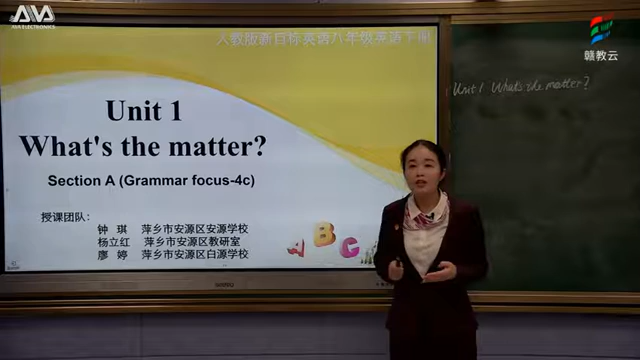 AVA
AVA ELECTRONICS
赣教云
人教版新目标英语八年级英语下册
Unit 1
What's the matter?
Section A (Grammar focus-4c)
授课团队：
钟 琪 萍乡市安源区安源学校
杨立红 萍乡市安源区教研室
廖 婷 萍乡市安源区白源学校
A B C
Unit 1 What's the matter?